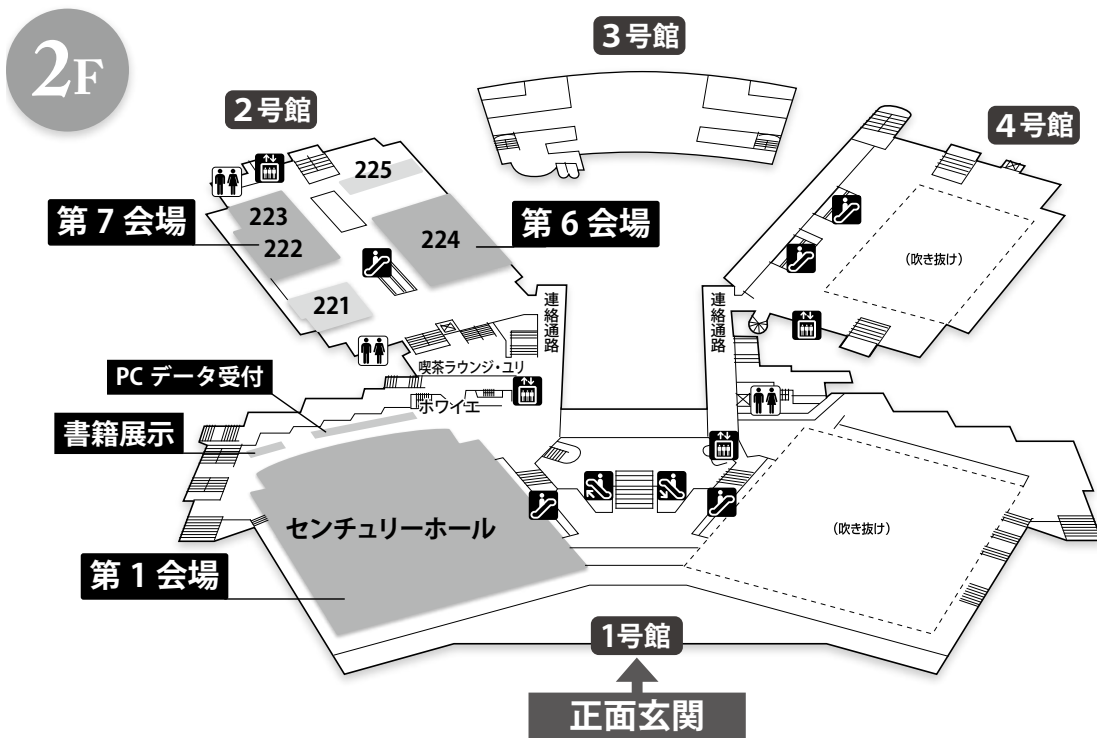 2F
3号館
2号館
4号館
225
223
第7会場
222
224
第6会場
(吹き抜け)
221
連絡通路
連絡通路
喫茶ラウンジ・ユリ
PCデータ受付
ホワイエ
書籍展示
センチュリーホール
(吹き抜け)
第1会場
1号館
正面玄関